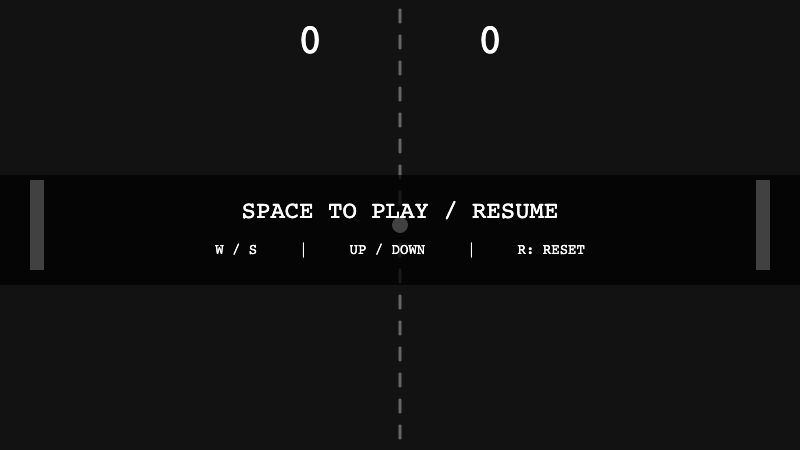 0 0
SPACE TO PLAY / RESUME
W / S | UP / DOWN | R: RESET